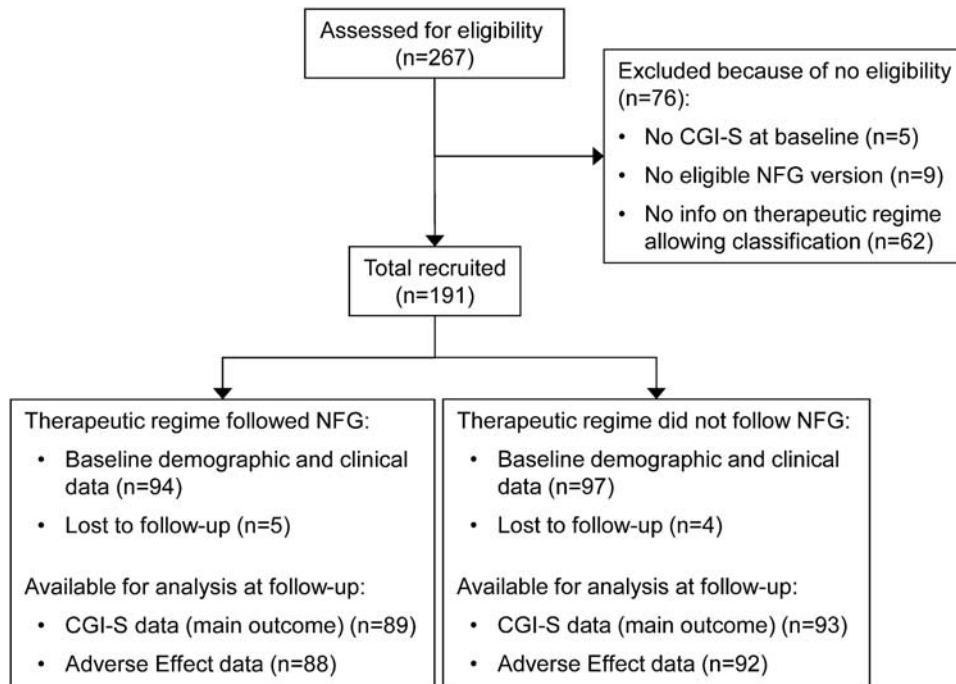 Assessed for eligibility
(n=267)
Excluded because of no eligibility
(n=76):
• No CGI-S at baseline (n=5)
• No eligible NFG version (n=9)
• No info on therapeutic regime
allowing classification (n=62)
Total recruited
(n=191)
Therapeutic regime followed NFG:
• Baseline demographic and clinical
data (n=94)
• Lost to follow-up (n=5)
Available for analysis at follow-up:
• CGI-S data (main outcome) (n=89)
• Adverse Effect data (n=88)
Therapeutic regime did not follow NFG:
• Baseline demographic and clinical
data (n=97)
• Lost to follow-up (n=4)
Available for analysis at follow-up:
• CGI-S data (main outcome) (n=93)
• Adverse Effect data (n=92)